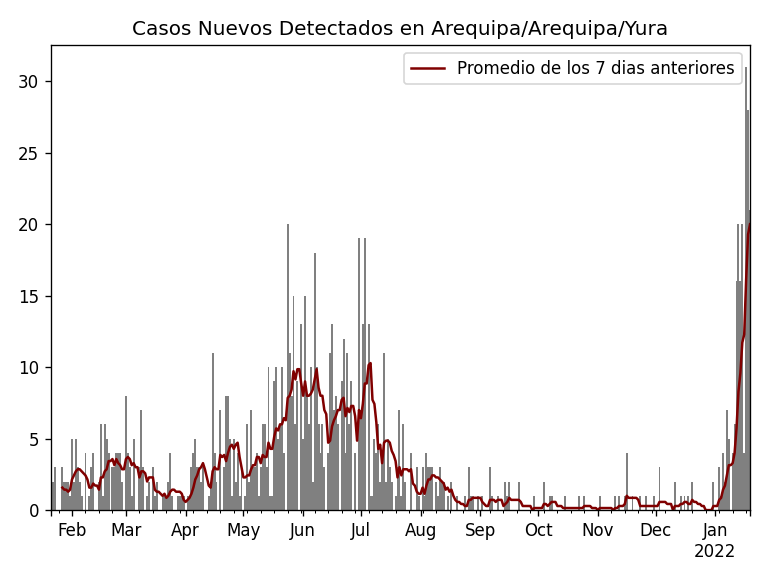 Casos Nuevos Detectados en Arequipa/Arequipa/Yura
Promedio de los 7 dias anteriores
30
25
20
15
10
5
0
Feb Mar Apr May Jun Jul Aug Sep Oct Nov Dec Jan
2022